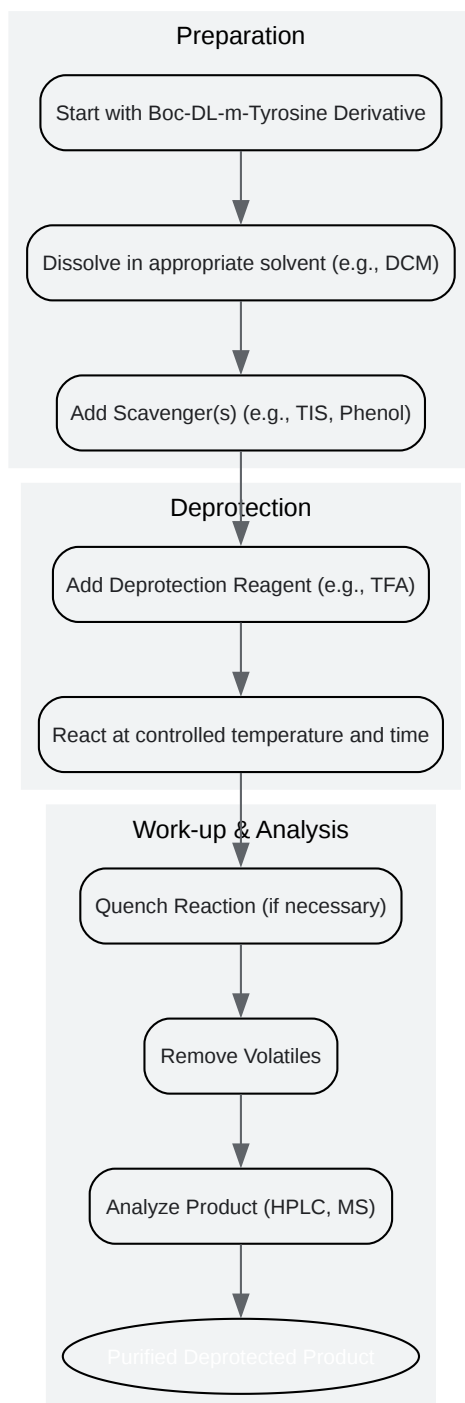 Preparation
Start with Boc-DL-m-Tyrosine Derivative
Dissolve in appropriate solvent (e.g., DCM)
Add Scavenger(s) (e.g., TIS, Phenol)
Deprotection
Add Deprotection Reagent (e.g., TFA)
React at controlled temperature and time
Work-up & Analysis
Quench Reaction (if necessary)
Remove Volatiles
Analyze Product (HPLC, MS)
Purified Deprotected Product